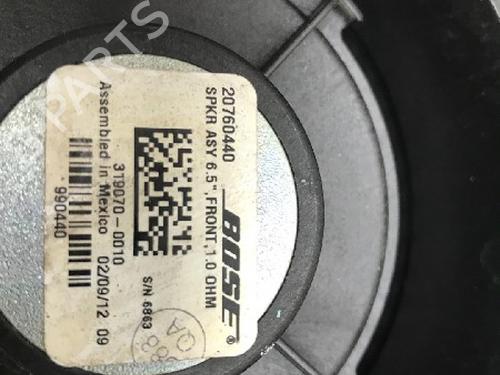 BOSE®
20760440
SPKR ASY 6.5",FRONT,1.0 OHM
S/N 6863
319070-0010
Assembled in Mexico 02/09/12 09
990440
QA
PARTS